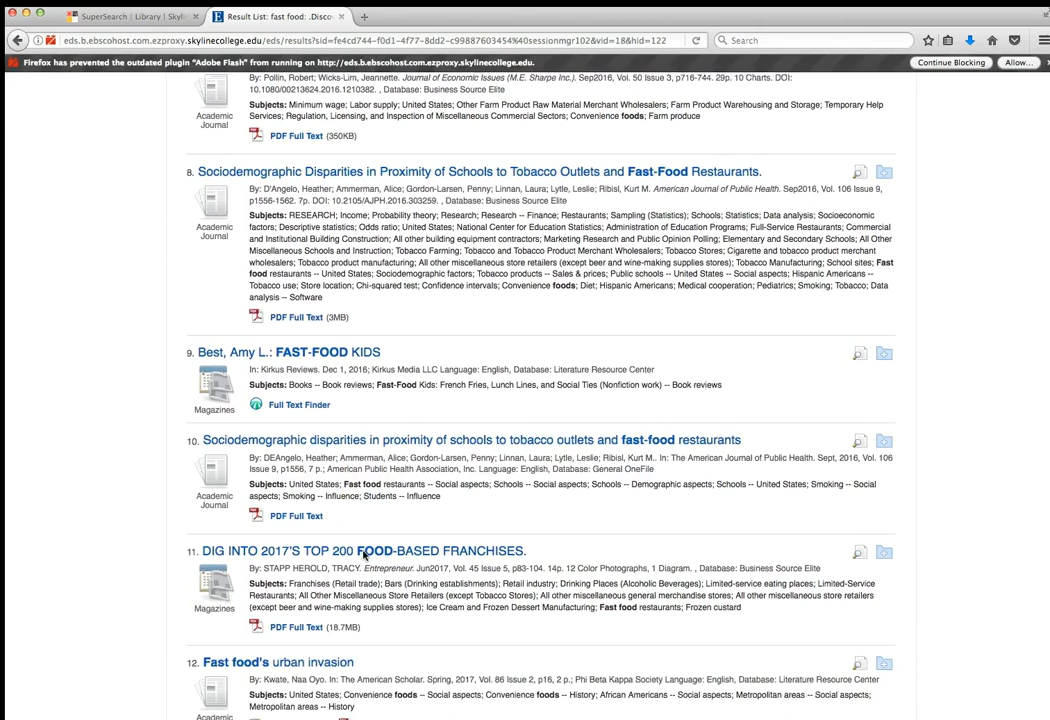 SuperSearch | Library | Skyli
Result List: fast food: .Disco
eds.b.ebscohost.com.ezproxy.skylinecollege.edu/eds/results?sid=fe4cd744-f0d1-4f77-8dd2-c99887603454%40sessionmgr102&vid=18&hid=122
Search
Firefox has prevented the outdated plugin "Adobe Flash" from running on http://eds.b.ebscohost.com.ezproxy.skylinecollege.edu.
Continue Blocking
Allow...
By: Pollin, Robert; Wicks-Lim, Jeannette. Journal of Economic Issues (M.E. Sharpe Inc.). Sep2016, Vol. 50 Issue 3, p716-744. 29p. 10 Charts. DOI:
10.1080/00213624.2016.1210382. , Database: Business Source Elite
Academic
Journal
Subjects: Minimum wage; Labor supply; United States; Other Farm Product Raw Material Merchant Wholesalers; Farm Product Warehousing and Storage; Temporary Help
Services; Regulation, Licensing, and Inspection of Miscellaneous Commercial Sectors; Convenience foods; Farm produce
PDF Full Text (350KB)
8. Sociodemographic Disparities in Proximity of Schools to Tobacco Outlets and Fast-Food Restaurants.
By: D'Angelo, Heather; Ammerman, Alice; Gordon-Larsen, Penny; Linnan, Laura; Lytle, Leslie; Ribisl, Kurt M. American Journal of Public Health. Sep2016, Vol. 106 Issue 9,
p1556-1562. 7p. DOI: 10.2105/AJPH.2016.303259. , Database: Business Source Elite
Academic
Journal
Subjects: RESEARCH; Income; Probability theory; Research; Research -- Finance; Restaurants; Sampling (Statistics); Schools; Statistics; Data analysis; Socioeconomic
factors; Descriptive statistics; Odds ratio; United States; National Center for Education Statistics; Administration of Education Programs; Full-Service Restaurants; Commercial
and Institutional Building Construction; All other building equipment contractors; Marketing Research and Public Opinion Polling; Elementary and Secondary Schools; All Other
Miscellaneous Schools and Instruction; Tobacco Farming; Tobacco and Tobacco Product Merchant Wholesalers; Tobacco Stores; Cigarette and tobacco product merchant
wholesalers; Tobacco product manufacturing; All other miscellaneous store retailers (except beer and wine-making supplies stores); Tobacco Manufacturing; School sites; Fast
food restaurants -- United States; Sociodemographic factors; Tobacco products -- Sales & prices; Public schools -- United States -- Social aspects; Hispanic Americans --
Tobacco use; Store location; Chi-squared test; Confidence intervals; Convenience foods; Diet; Hispanic Americans; Medical cooperation; Pediatrics; Smoking; Tobacco; Data
analysis -- Software
PDF Full Text (3MB)
9. Best, Amy L.: FAST-FOOD KIDS
In: Kirkus Reviews. Dec 1, 2016; Kirkus Media LLC Language: English, Database: Literature Resource Center
Magazines
Subjects: Books -- Book reviews; Fast-Food Kids: French Fries, Lunch Lines, and Social Ties (Nonfiction work) -- Book reviews
Full Text Finder
10. Sociodemographic disparities in proximity of schools to tobacco outlets and fast-food restaurants
By: DEAngelo, Heather; Ammerman, Alice; Gordon-Larsen, Penny; Linnan, Laura; Lytle, Leslie; Ribisl, Kurt M.. In: The American Journal of Public Health. Sept, 2016, Vol. 106
Issue 9, p1556, 7 p.; American Public Health Association, Inc. Language: English, Database: General OneFile
Academic
Journal
Subjects: United States; Fast food restaurants -- Social aspects; Schools -- Social aspects; Schools -- Demographic aspects; Schools -- United States; Smoking -- Social
aspects; Smoking -- Influence; Students -- Influence
PDF Full Text
11. DIG INTO 2017'S TOP 200 FOOD-BASED FRANCHISES.
By: STAPP HEROLD, TRACY. Entrepreneur. Jun2017, Vol. 45 Issue 5, p83-104. 14p. 12 Color Photographs, 1 Diagram. , Database: Business Source Elite
Magazines
Subjects: Franchises (Retail trade); Bars (Drinking establishments); Retail industry; Drinking Places (Alcoholic Beverages); Limited-service eating places; Limited-Service
Restaurants; All Other Miscellaneous Store Retailers (except Tobacco Stores); All other miscellaneous general merchandise stores; All other miscellaneous store retailers
(except beer and wine-making supplies stores); Ice Cream and Frozen Dessert Manufacturing; Fast food restaurants; Frozen custard
PDF Full Text (18.7MB)
12. Fast food's urban invasion
By: Kwate, Naa Oyo. In: The American Scholar. Spring, 2017, Vol. 86 Issue 2, p16, 2 p.; Phi Beta Kappa Society Language: English, Database: Literature Resource Center
Academic
Subjects: United States; Convenience foods -- Social aspects; Convenience foods -- History; African Americans -- Social aspects; Metropolitan areas -- Social aspects;
Metropolitan areas -- History